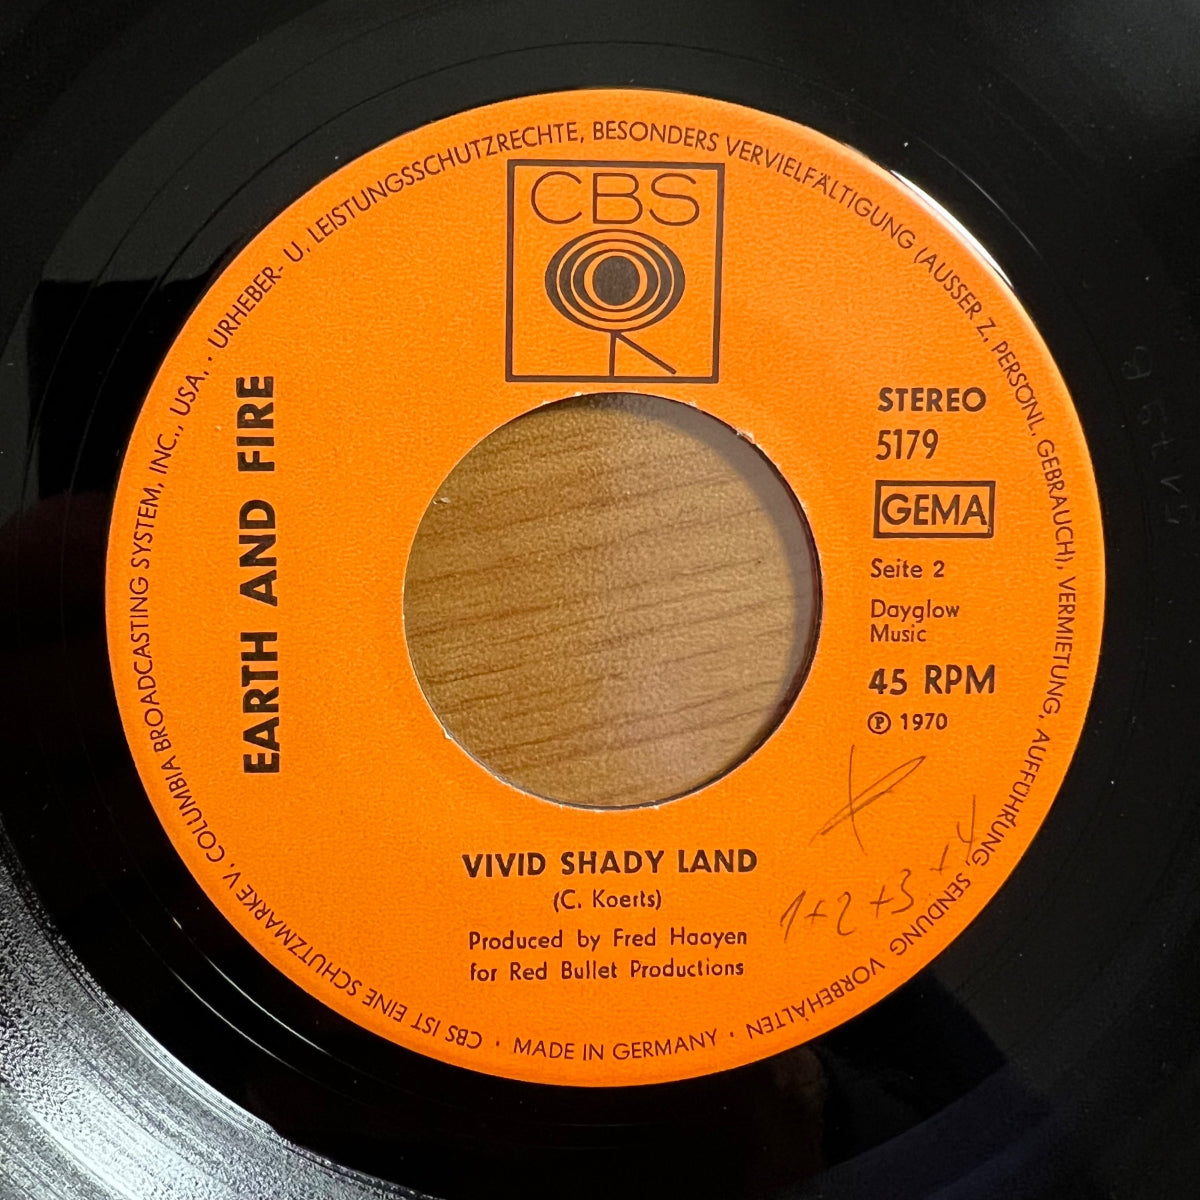 CBS
STEREO
5179
GEMA
Seite 2
Dayglow
Music
45 RPM
℗ 1970
EARTH AND FIRE
VIVID SHADY LAND
(C. Koerts)
Produced by Fred Haayen
for Red Bullet Productions
1+2+3+4
CBS IST EINE SCHUTZMARKE V. COLUMBIA BROADCASTING SYSTEM, INC., USA. · URHEBER- U. LEISTUNGSSCHUTZRECHTE, BESONDERS VERVIELFÄLTIGUNG (AUSSER Z. PERSÖNL. GEBRAUCH), VERMIETUNG, AUFFÜHRUNG, SENDUNG VORBEHALTEN · MADE IN GERMANY ·